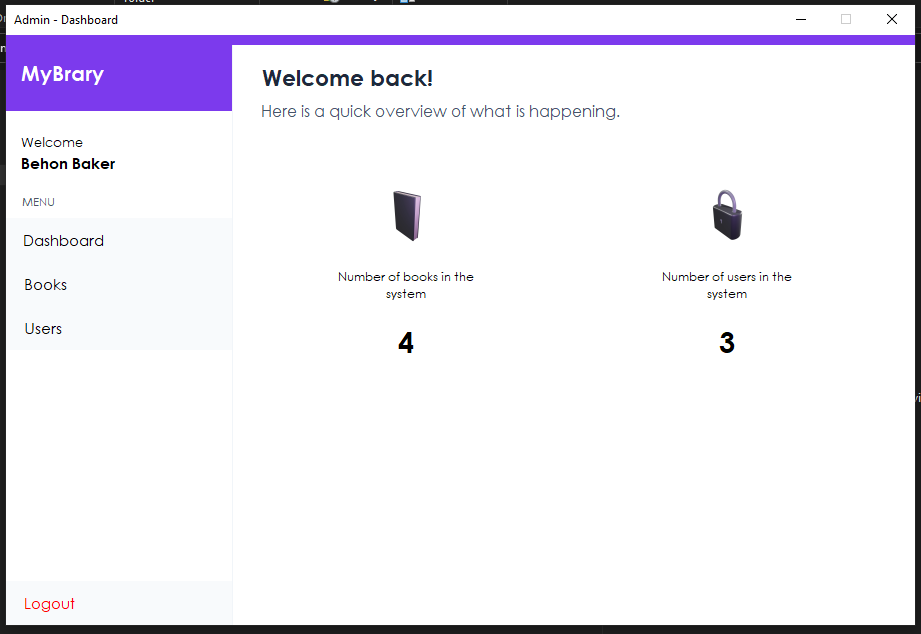 Admin - Dashboard
MyBrary
Welcome back!
Here is a quick overview of what is happening.
Welcome
Behon Baker
MENU
Dashboard
Books
Users
Number of books in the
system
4
Number of users in the
system
3
Logout